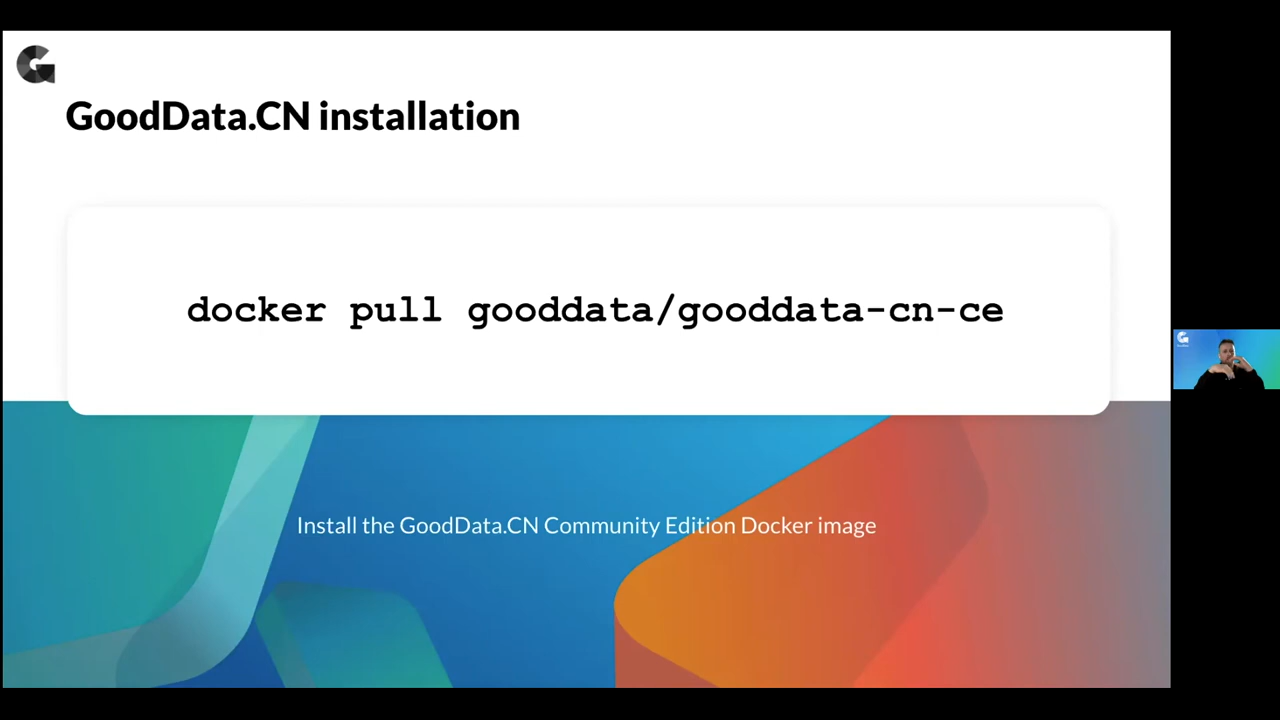 GoodData.CN installation
docker pull gooddata/gooddata-cn-ce
Install the GoodData.CN Community Edition Docker image